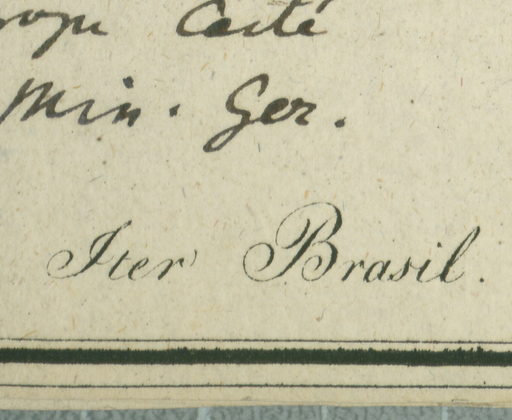 Caeté
Min. Ger.
Iter Brasil.